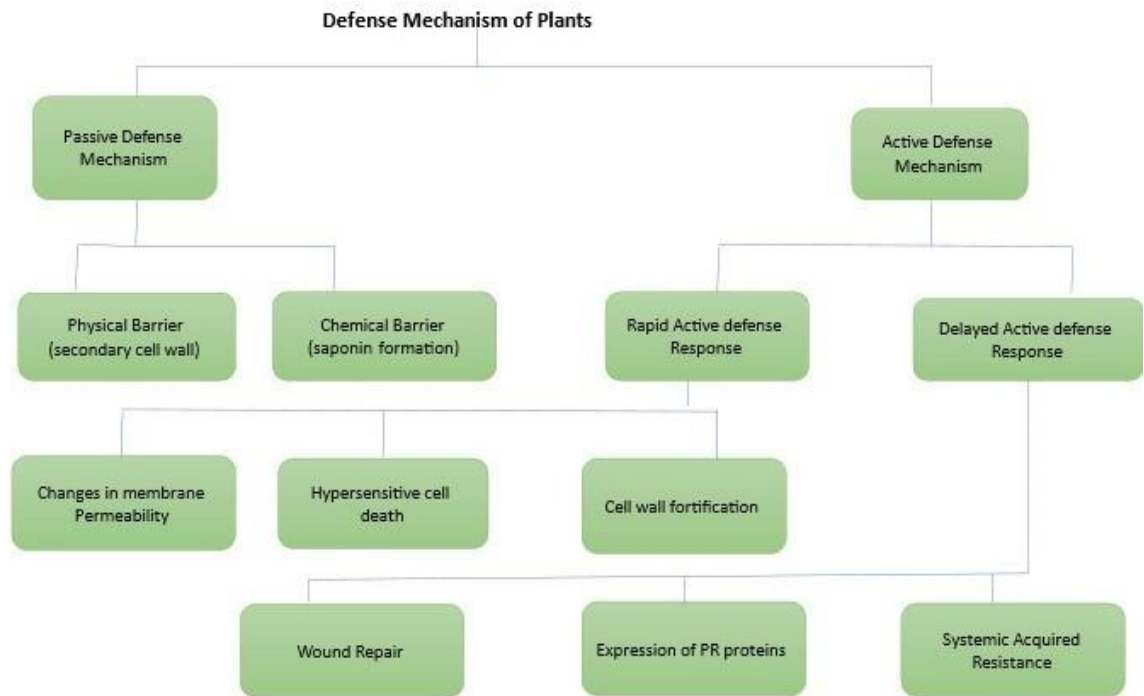 Defense Mechanism of Plants
Passive Defense
Mechanism
Active Defense
Mechanism
Physical Barrier
(secondary cell wall)
Chemical Barrier
(saponin formation)
Rapid Active defense
Response
Delayed Active defense
Response
Changes in membrane
Permeability
Hypersensitive cell
death
Cell wall fortification
Wound Repair
Expression of PR proteins
Systemic Acquired
Resistance